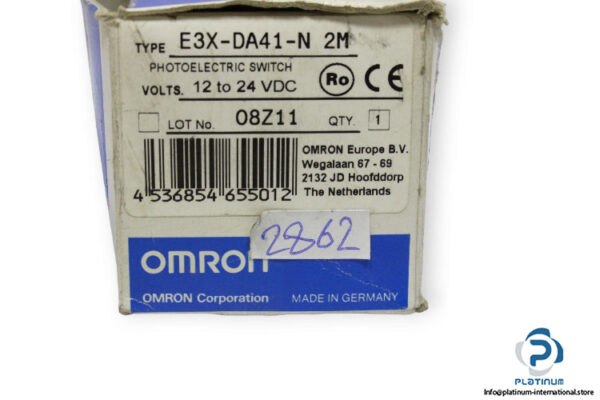 TYPE E3X-DA41-N 2M
PHOTOELECTRIC SWITCH
VOLTS. 12 to 24 VDC
Ro CE
LOT No. 08Z11 QTY. 1
OMRON Europe B.V.
Wegalaan 67 - 69
2132 JD Hoofddorp
The Netherlands
4 536854 655012
2862
OMRON
OMRON Corporation MADE IN GERMANY
PLATINUM
Info@platinum-international.store